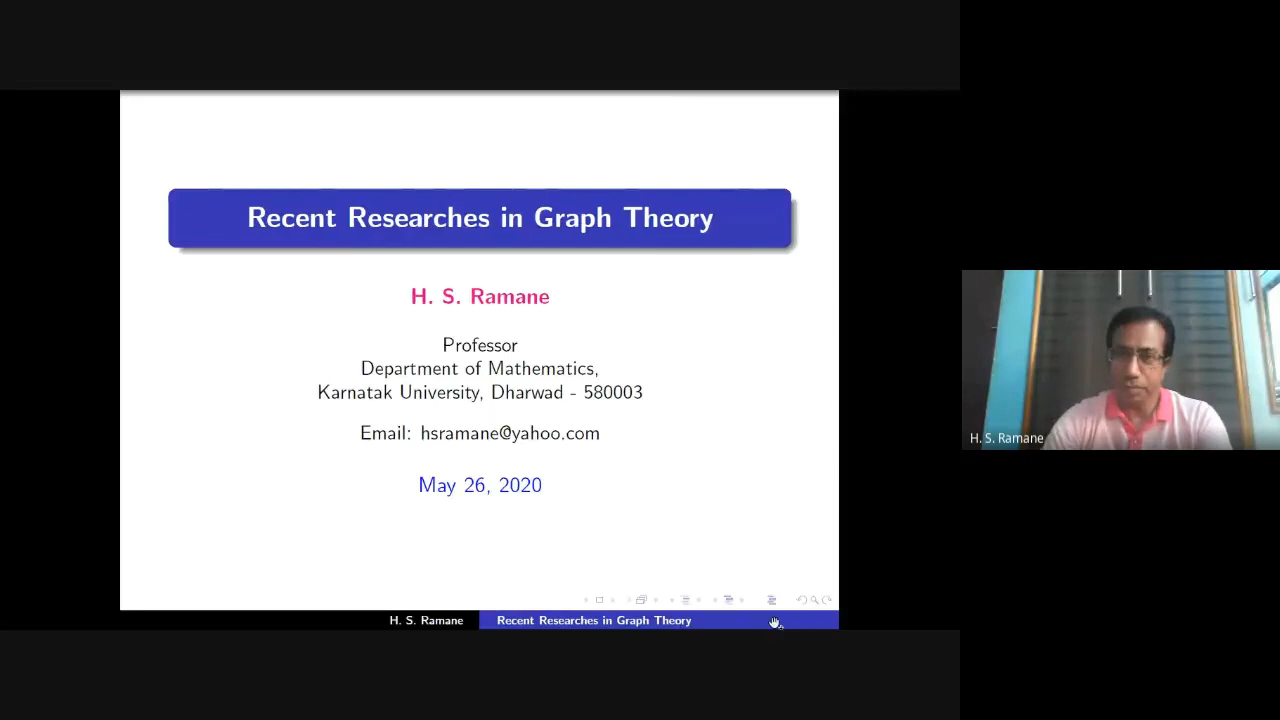 Recent Researches in Graph Theory
H. S. Ramane
Professor
Department of Mathematics,
Karnatak University, Dharwad - 580003
Email: hsramane@yahoo.com
May 26, 2020
H. S. Ramane
Recent Researches in Graph Theory
H. S. Ramane